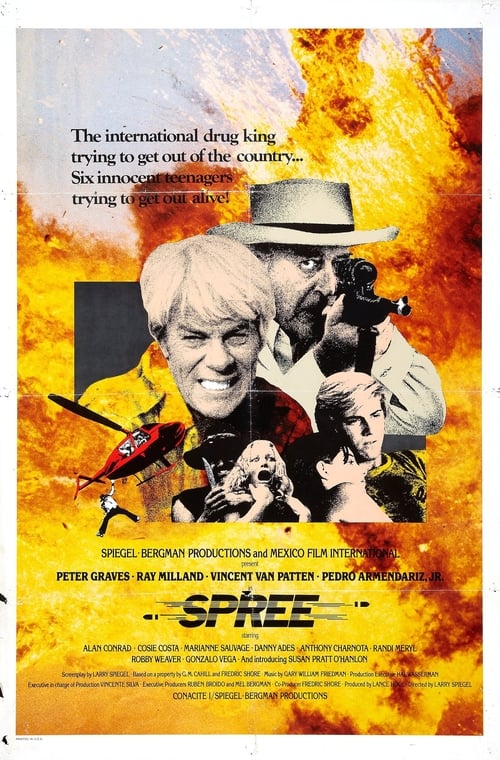 The international drug king
trying to get out of the country...
Six innocent teenagers
trying to get out alive!
SPIEGEL-BERGMAN PRODUCTIONS and MEXICO FILM INTERNATIONAL
present
PETER GRAVES · RAY MILLAND · VINCENT VAN PATTEN · PEDRO ARMENDARIZ, JR.
SPREE
starring
ALAN CONRAD · COSIE COSTA · MARIANNE SAUVAGE · DANNY ADES · ANTHONY CHARNOTA · RANDI MERYL
ROBBY WEAVER · GONZALO VEGA · And introducing SUSAN PRATT O'HANLON
Screenplay by LARRY SPIEGEL · Based on a property by G.M. CAHILL and FREDRIC SHORE · Music by GARY WILLIAM FRIEDMAN · Production Executive HAL WASSERMAN
Executive in charge of Production VINCENTE SILVA · Executive Producers RUBEN BROIDO and MEL BERGMAN · Co-Producer FREDRIC SHORE · Produced by LANCE HOOL · Directed by LARRY SPIEGEL
CONACITE I/SPIEGEL-BERGMAN PRODUCTIONS
PRINTED IN U.S.A.